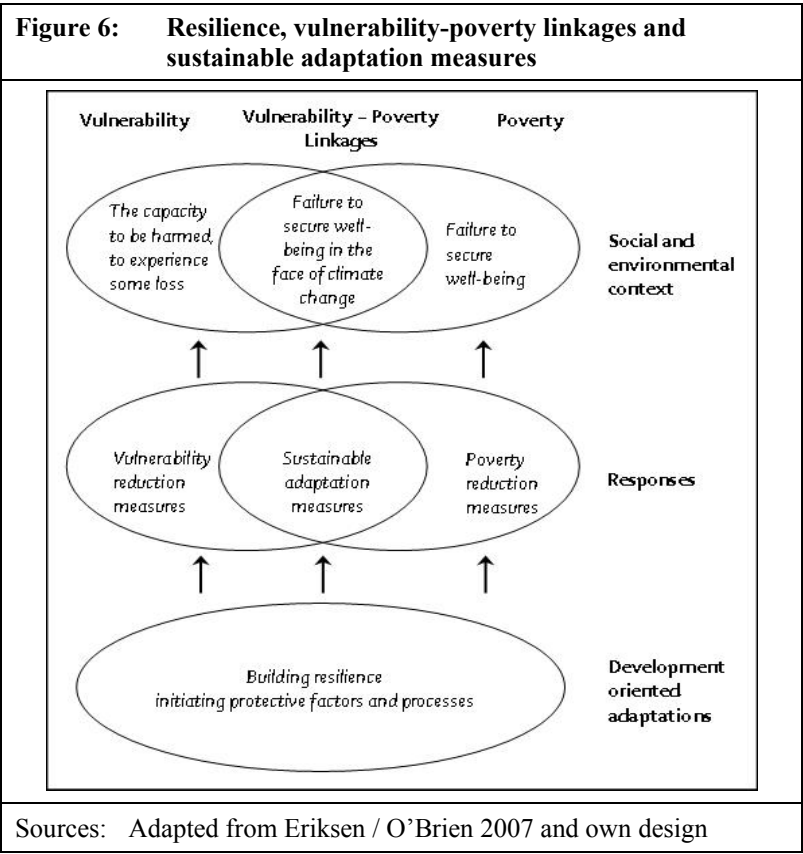 Figure 6: Resilience, vulnerability-poverty linkages and
sustainable adaptation measures
Vulnerability
Vulnerability – Poverty
Linkages
Poverty
The capacity
to be harmed,
to experience
some loss
Failure to
secure well-
being in the
face of climate
change
Failure to
secure
well-being
Social and
environmental
context
Vulnerability
reduction
measures
Sustainable
adaptation
measures
Poverty
reduction
measures
Responses
Building resilience
initiating protective factors and processes
Development
oriented
adaptations
Sources: Adapted from Eriksen / O’Brien 2007 and own design